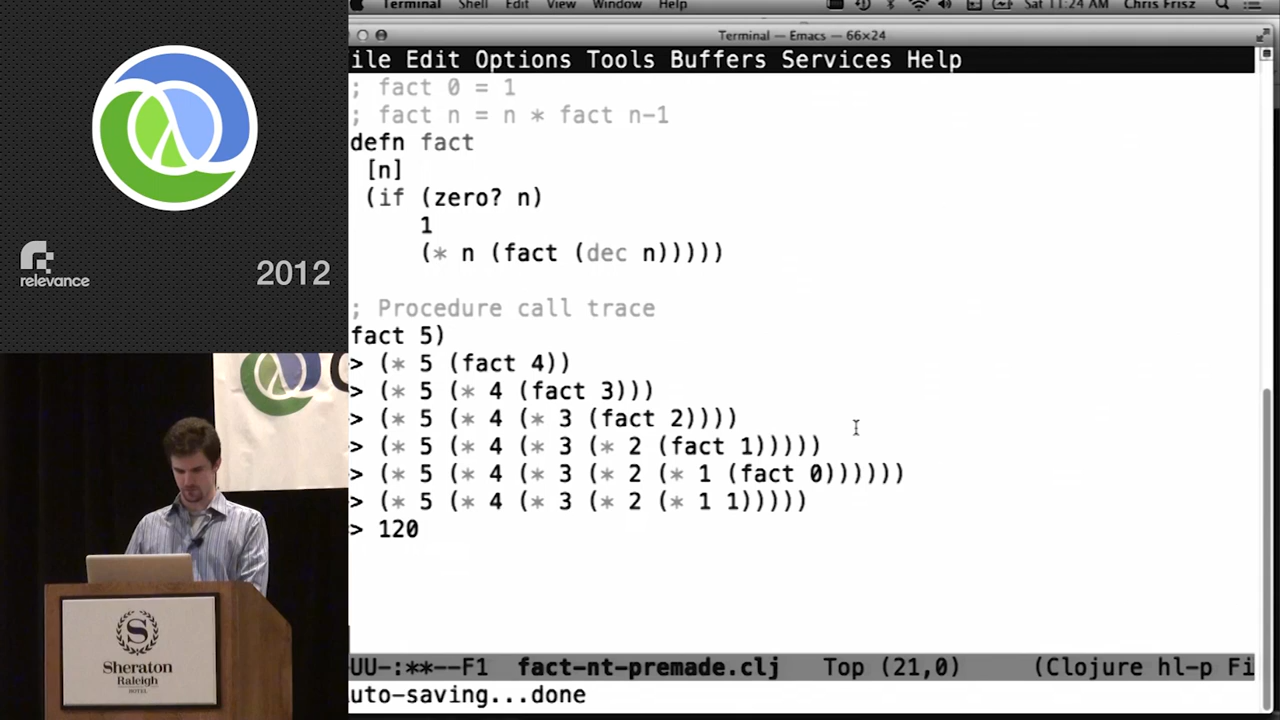 Terminal Shell Edit View Window Help Sat 11:24 AM Chris Frisz
Terminal — Emacs — 66×24
ile Edit Options Tools Buffers Services Help
; fact 0 = 1
; fact n = n * fact n-1
defn fact
[n]
(if (zero? n)
1
(* n (fact (dec n)))))
; Procedure call trace
fact 5)
> (* 5 (fact 4))
> (* 5 (* 4 (fact 3)))
> (* 5 (* 4 (* 3 (fact 2))))
> (* 5 (* 4 (* 3 (* 2 (fact 1)))))
> (* 5 (* 4 (* 3 (* 2 (* 1 (fact 0))))))
> (* 5 (* 4 (* 3 (* 2 (* 1 1)))))
> 120
UU-:**--F1 fact-nt-premade.clj Top (21,0) (Clojure hl-p Fi
uto-saving...done
relevance
2012
S
Sheraton
Raleigh
HOTEL